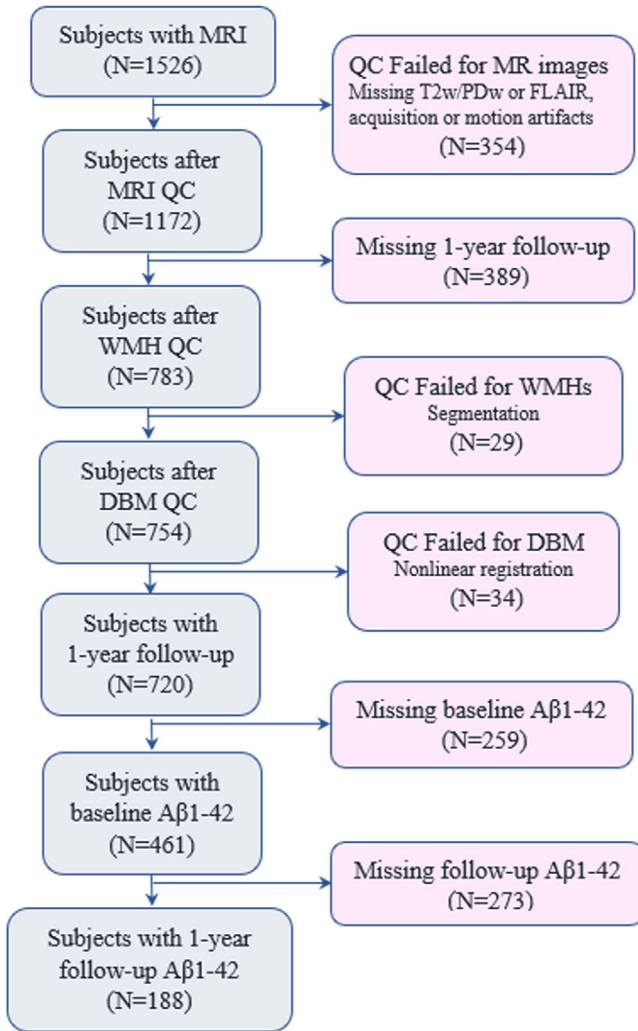 Subjects with MRI
(N=1526)
QC Failed for MR images
Missing T2w/PDw or FLAIR,
acquisition or motion artifacts
(N=354)
Subjects after
MRI QC
(N=1172)
Missing 1-year follow-up
(N=389)
Subjects after
WMH QC
(N=783)
QC Failed for WMHs
Segmentation
(N=29)
Subjects after
DBM QC
(N=754)
QC Failed for DBM
Nonlinear registration
(N=34)
Subjects with
1-year follow-up
(N=720)
Missing baseline Aβ1-42
(N=259)
Subjects with
baseline Aβ1-42
(N=461)
Missing follow-up Aβ1-42
(N=273)
Subjects with 1-year
follow-up Aβ1-42
(N=188)